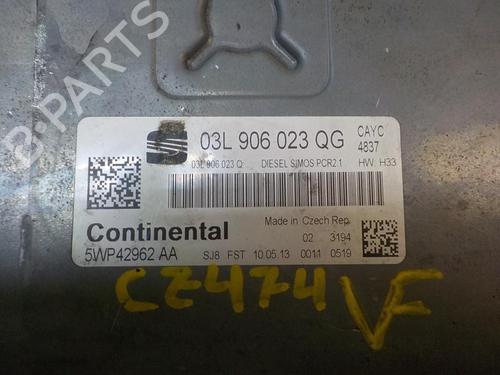 B-PARTS
03L 906 023 QG
CAYC
4837
03L 906 023 Q DIESEL SIMOS PCR2.1 HW H33
Continental
Made in Czech Rep.
02 3194
5WP42962 AA SJ8 FST 10.05.13 0011 0519
CZ474 VF